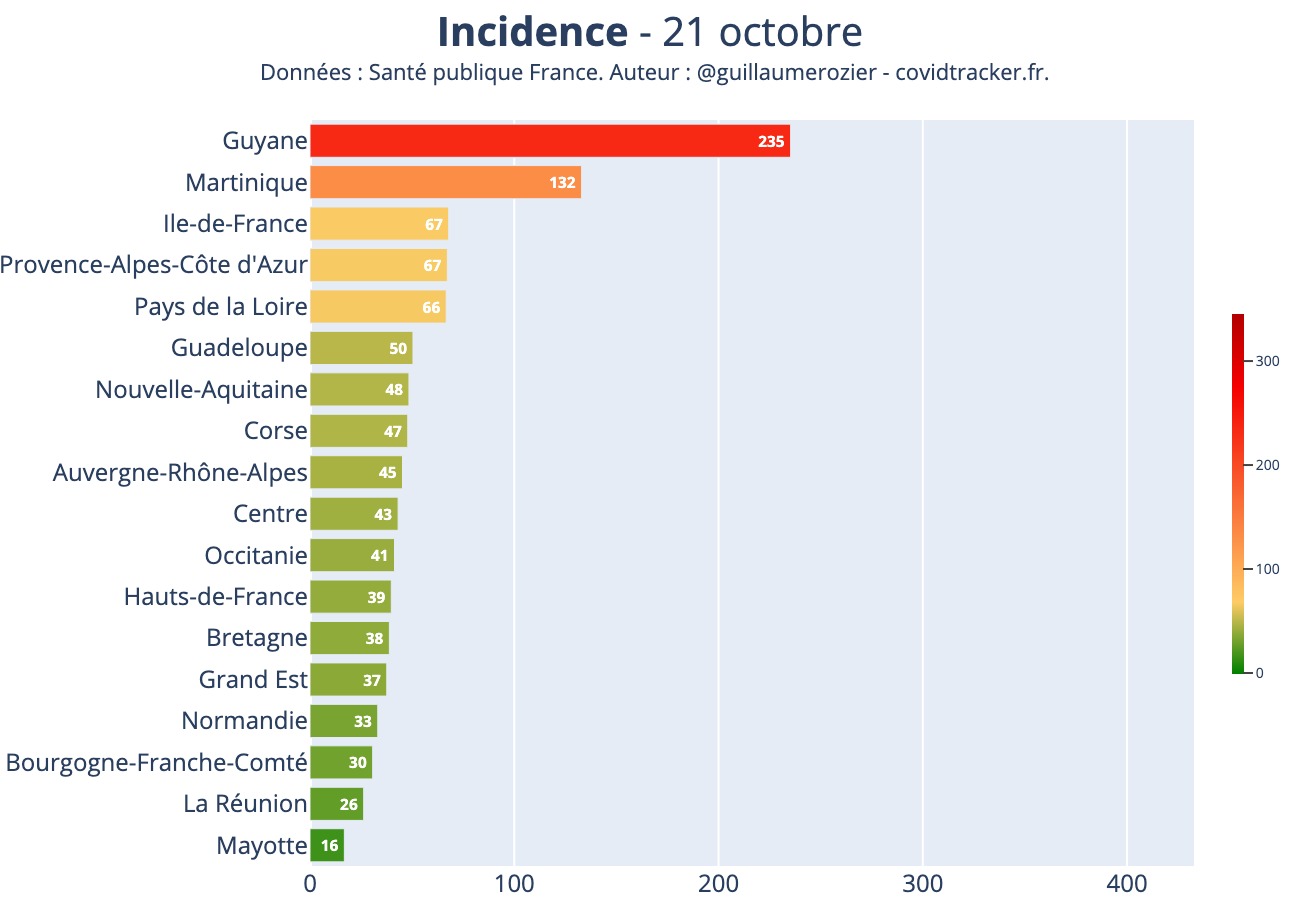 Incidence - 21 octobre
Données : Santé publique France. Auteur : @guillaumerozier - covidtracker.fr.
Guyane 235
Martinique 132
Ile-de-France 67
Provence-Alpes-Côte d'Azur 67
Pays de la Loire 66
Guadeloupe 50
Nouvelle-Aquitaine 48
Corse 47
Auvergne-Rhône-Alpes 45
Centre 43
Occitanie 41
Hauts-de-France 39
Bretagne 38
Grand Est 37
Normandie 33
Bourgogne-Franche-Comté 30
La Réunion 26
Mayotte 16
0 100 200 300 400
300
200
100
0